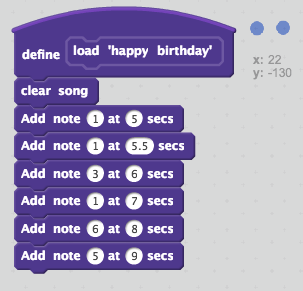 define load 'happy birthday'
x: 22
y: -130
clear song
Add note 1 at 5 secs
Add note 1 at 5.5 secs
Add note 3 at 6 secs
Add note 1 at 7 secs
Add note 6 at 8 secs
Add note 5 at 9 secs